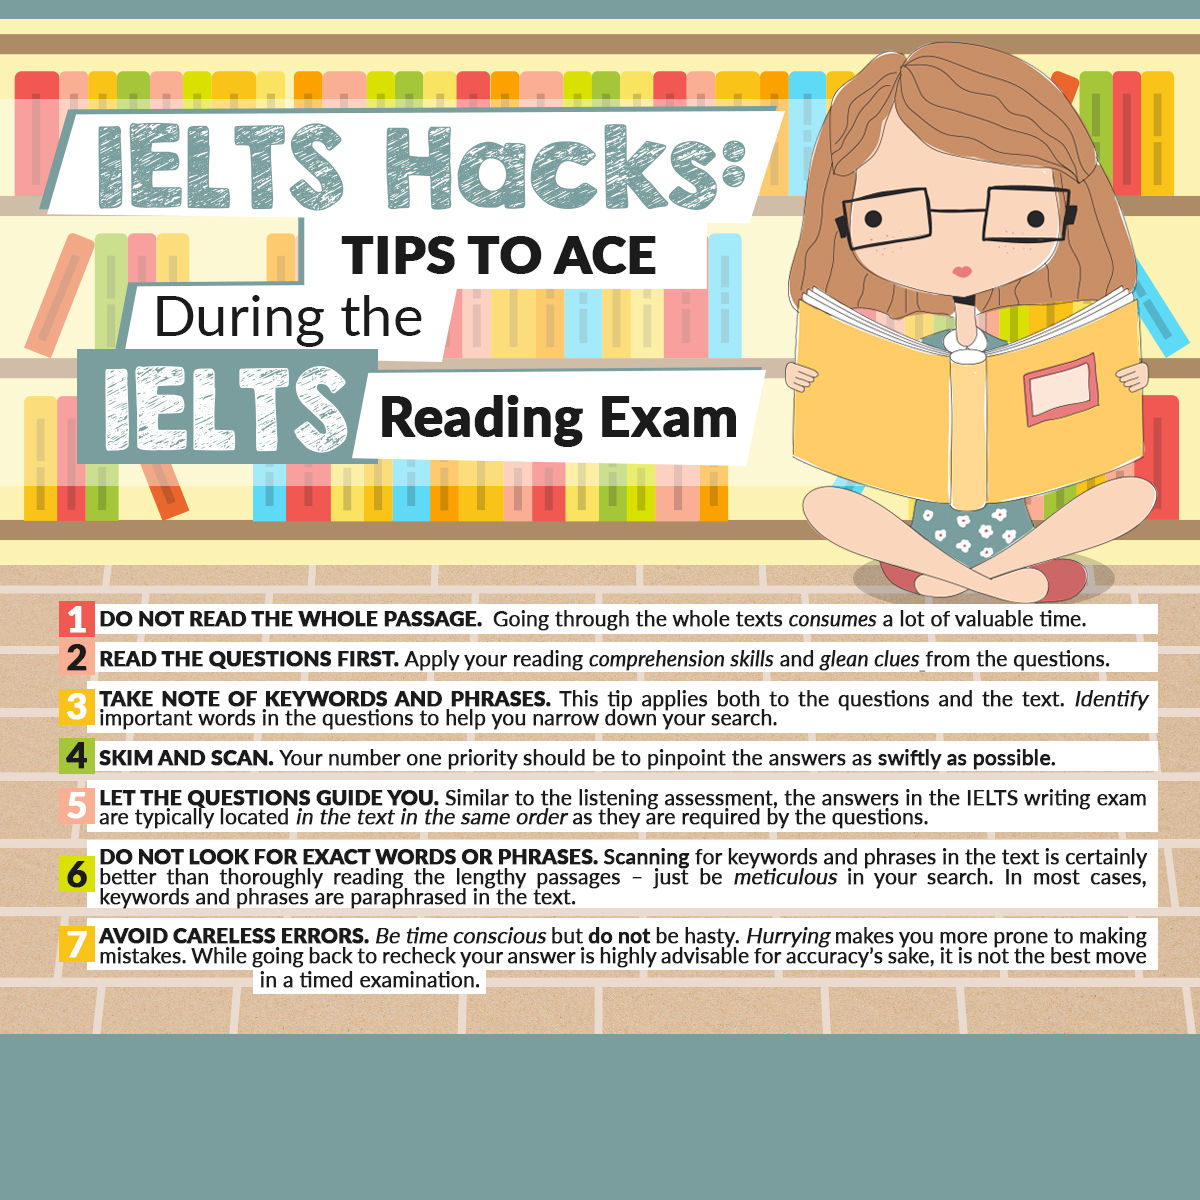 IELTS Hacks:
TIPS TO ACE
During the
IELTS Reading Exam
1 DO NOT READ THE WHOLE PASSAGE. Going through the whole texts consumes a lot of valuable time.
2 READ THE QUESTIONS FIRST. Apply your reading comprehension skills and glean clues from the questions.
3 TAKE NOTE OF KEYWORDS AND PHRASES. This tip applies both to the questions and the text. Identify
important words in the questions to help you narrow down your search.
4 SKIM AND SCAN. Your number one priority should be to pinpoint the answers as swiftly as possible.
5 LET THE QUESTIONS GUIDE YOU. Similar to the listening assessment, the answers in the IELTS writing exam
are typically located in the text in the same order as they are required by the questions.
6 DO NOT LOOK FOR EXACT WORDS OR PHRASES. Scanning for keywords and phrases in the text is certainly
better than thoroughly reading the lengthy passages – just be meticulous in your search. In most cases,
keywords and phrases are paraphrased in the text.
7 AVOID CARELESS ERRORS. Be time conscious but do not be hasty. Hurrying makes you more prone to making
mistakes. While going back to recheck your answer is highly advisable for accuracy's sake, it is not the best move
in a timed examination.